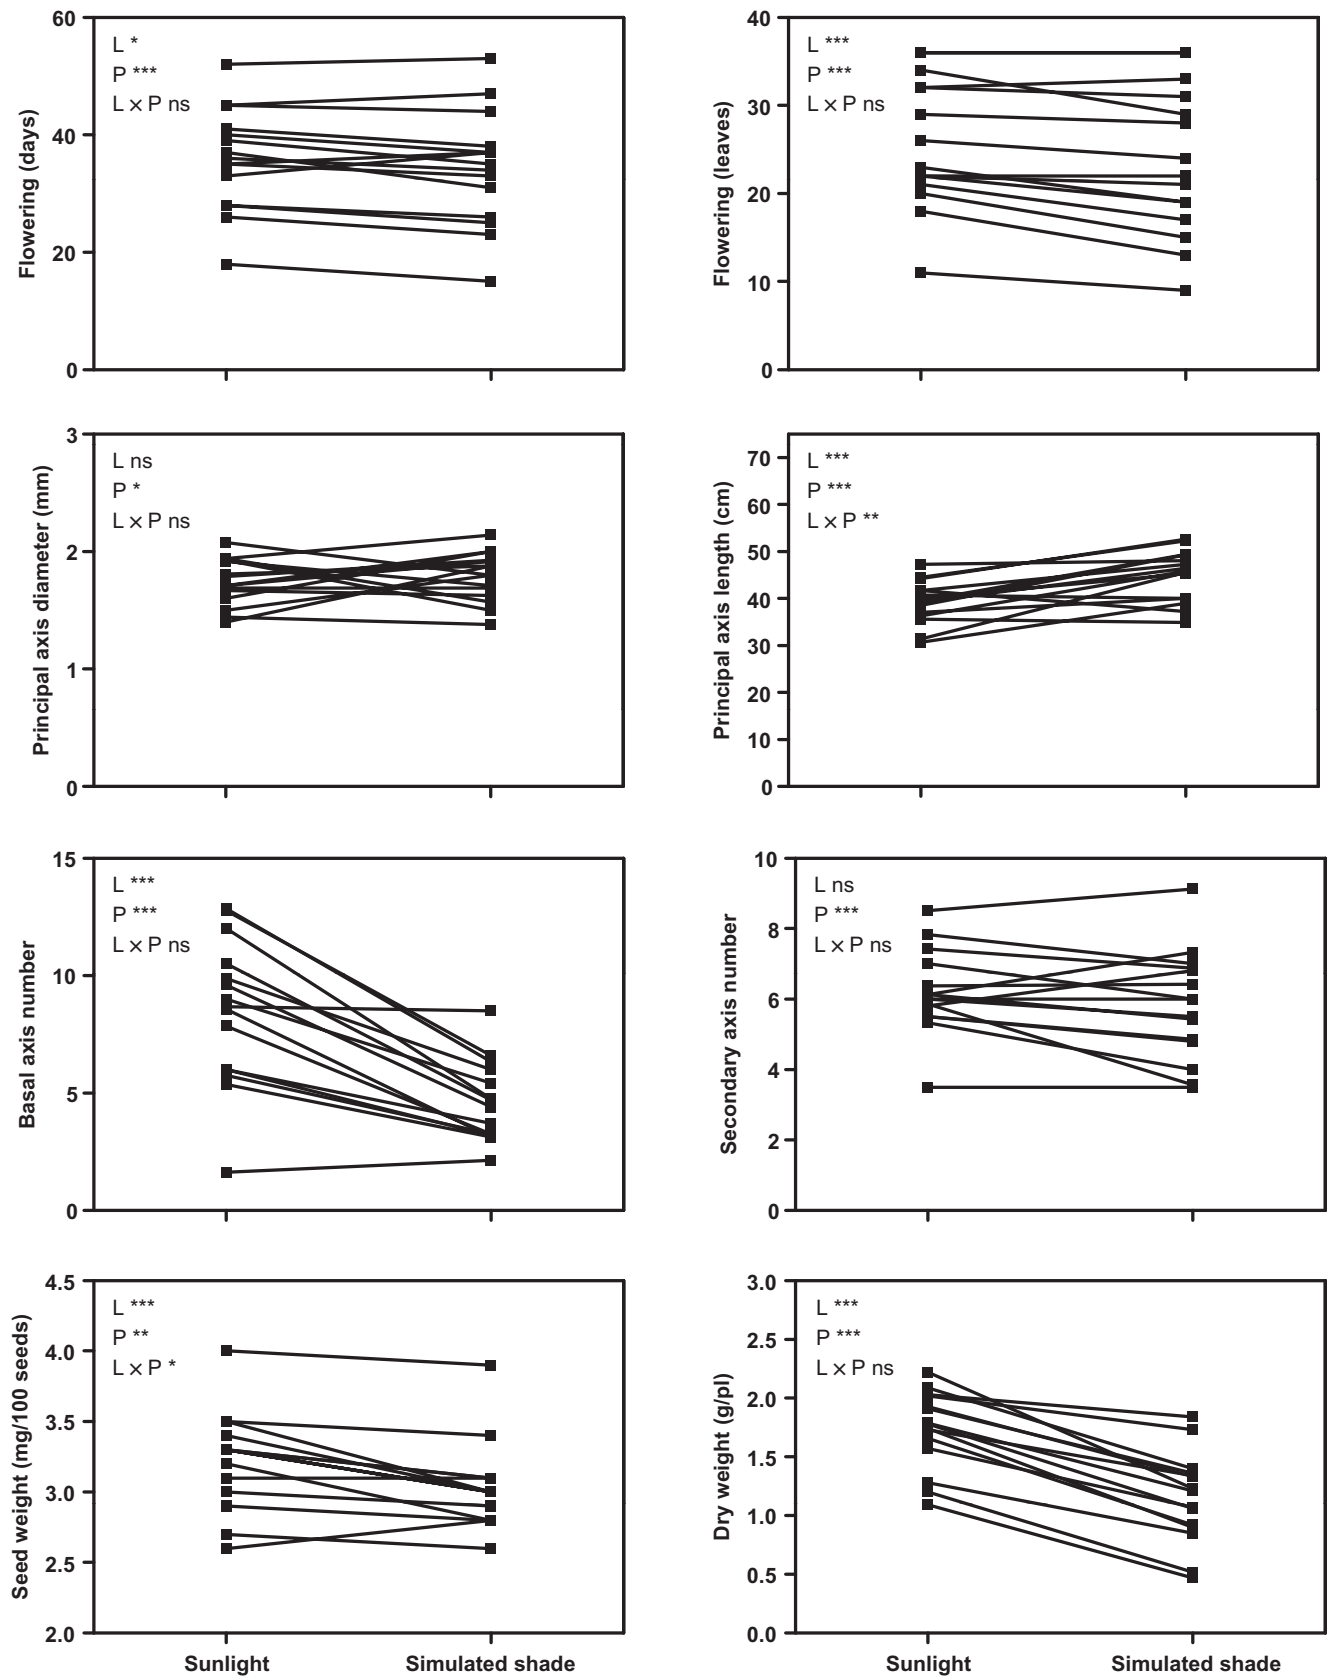 60
40
20
0
Flowering (days)
L *
P ***
L × P ns
40
30
20
10
0
Flowering (leaves)
L ***
P ***
L × P ns
3
2
1
0
Principal axis diameter (mm)
L ns
P *
L × P ns
70
60
50
40
30
20
10
0
Principal axis length (cm)
L ***
P ***
L × P **
15
10
5
0
Basal axis number
L ***
P ***
L × P ns
10
8
6
4
2
0
Secondary axis number
L ns
P ***
L × P ns
4.5
4.0
3.5
3.0
2.5
2.0
Seed weight (mg/100 seeds)
L ***
P **
L × P *
Sunlight
Simulated shade
3.0
2.5
2.0
1.5
1.0
0.5
0.0
Dry weight (g/pl)
L ***
P ***
L × P ns
Sunlight
Simulated shade